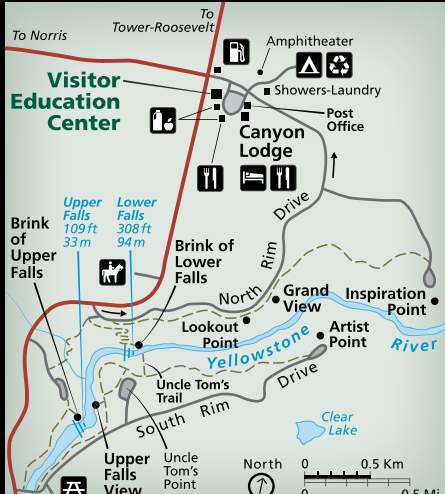 To
Tower-Roosevelt
To Norris
Amphitheater
Visitor
Education
Center
Showers-Laundry
Post
Office
Canyon
Lodge
Upper
Falls
109 ft
33 m
Lower
Falls
308 ft
94 m
Brink
of
Upper
Falls
Brink of
Lower
Falls
North Rim Drive
Grand
View
Inspiration
Point
Lookout
Point
Artist
Point
Yellowstone River
Uncle Tom's
Trail
South Rim Drive
Clear
Lake
Upper
Falls
View
Uncle
Tom's
Point
North
0 0.5 Km
0 0.5 Mi